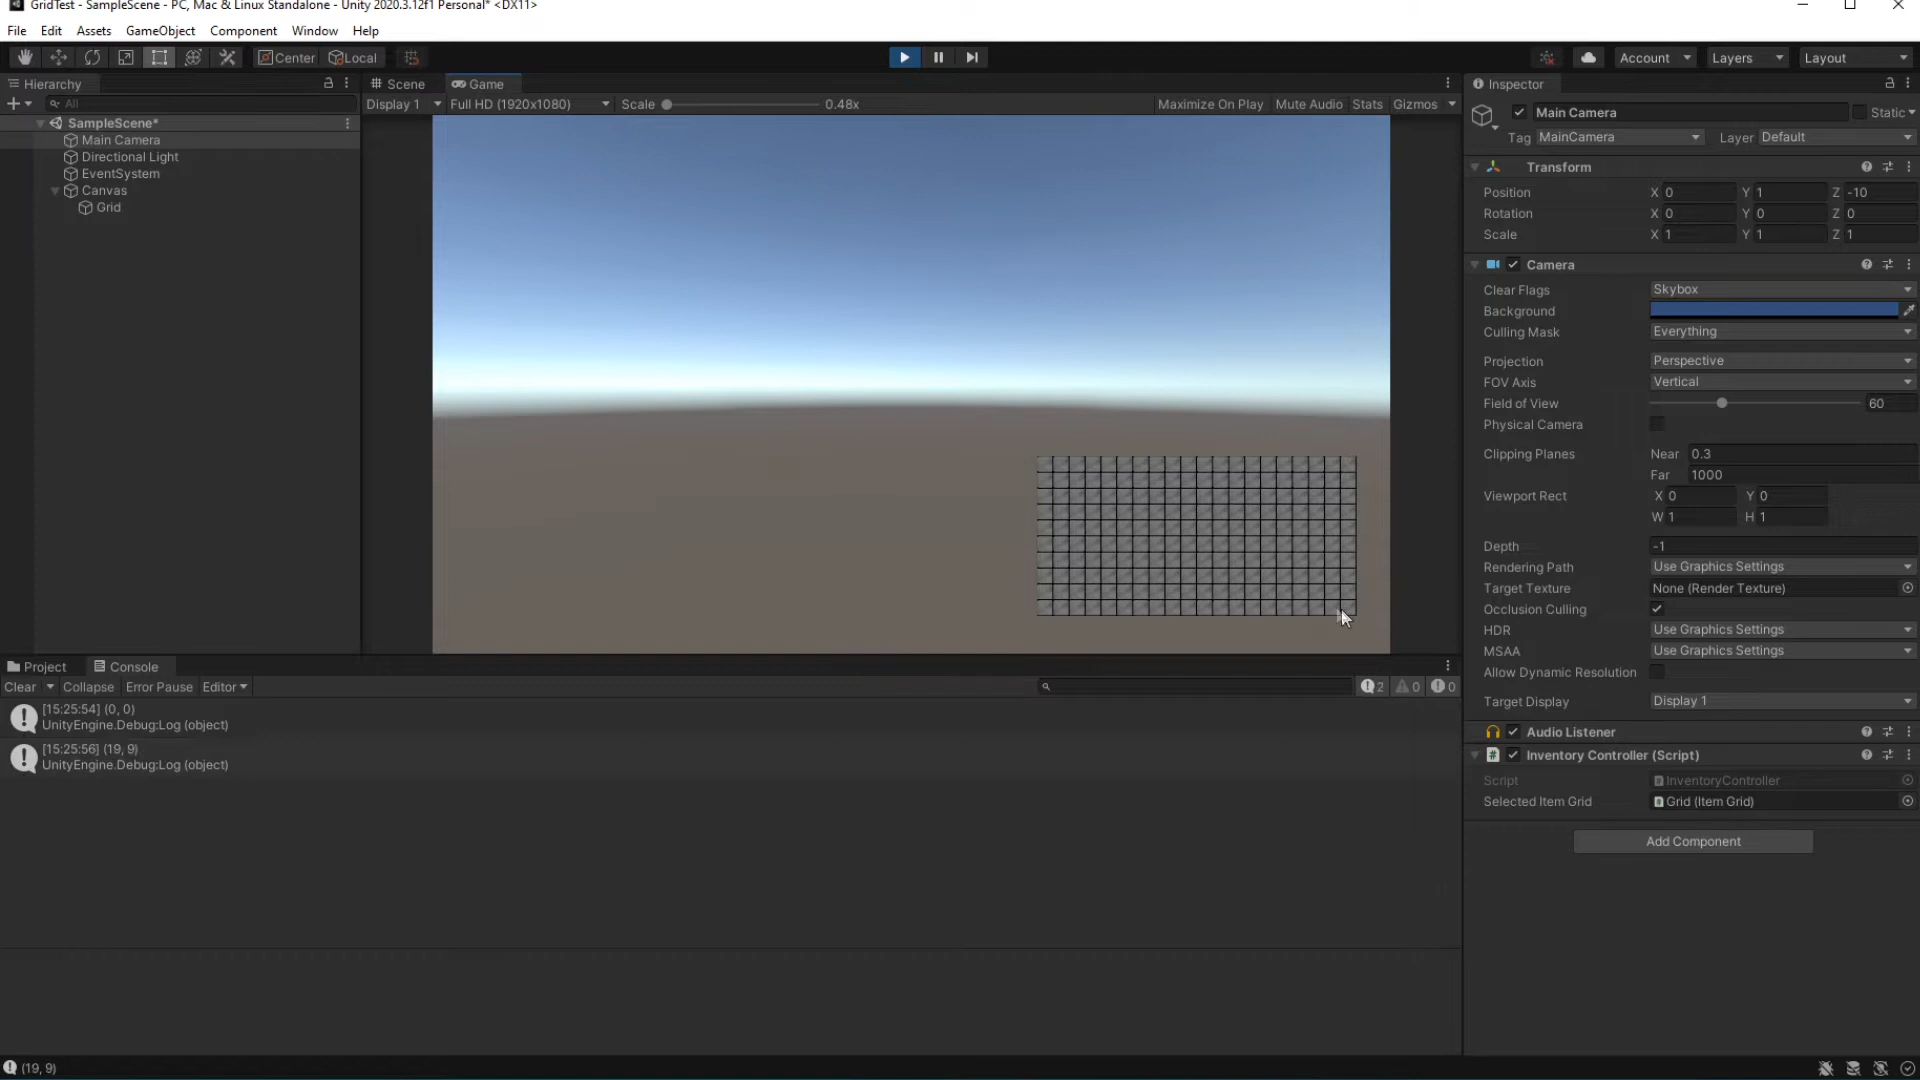 GridTest - SampleScene - PC, Mac & Linux Standalone - Unity 2020.3.12f1 Personal* <DX11>
File Edit Assets GameObject Component Window Help
Center Local Account Layers Layout
Hierarchy
All
SampleScene*
Main Camera
Directional Light
EventSystem
Canvas
Grid
Scene Game
Display 1 Full HD (1920x1080) Scale 0.48x Maximize On Play Mute Audio Stats Gizmos
Inspector
Main Camera Static
Tag MainCamera Layer Default
Transform
Position X 0 Y 1 Z -10
Rotation X 0 Y 0 Z 0
Scale X 1 Y 1 Z 1
Camera
Clear Flags Skybox
Background
Culling Mask Everything
Projection Perspective
FOV Axis Vertical
Field of View 60
Physical Camera
Clipping Planes Near 0.3
Far 1000
Viewport Rect X 0 Y 0
W 1 H 1
Depth -1
Rendering Path Use Graphics Settings
Target Texture None (Render Texture)
Occlusion Culling
HDR Use Graphics Settings
MSAA Use Graphics Settings
Allow Dynamic Resolution
Target Display Display 1
Audio Listener
Inventory Controller (Script)
Script InventoryController
Selected Item Grid Grid (Item Grid)
Add Component
Project Console
Clear Collapse Error Pause Editor 2 0 0
[15:25:54] (0, 0)
UnityEngine.Debug:Log (object)
[15:25:56] (19, 9)
UnityEngine.Debug:Log (object)
(19, 9)